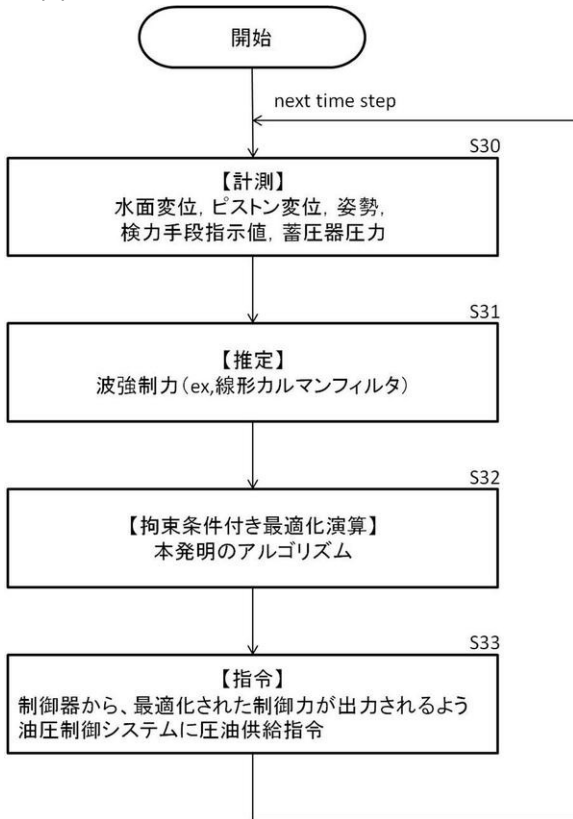 開始
next time step
S30
【計測】
水面変位, ピストン変位, 姿勢,
検力手段指示値, 蓄圧器圧力
S31
【推定】
波強制力(ex,線形カルマンフィルタ)
S32
【拘束条件付き最適化演算】
本発明のアルゴリズム
S33
【指令】
制御器から、最適化された制御力が出力されるよう
油圧制御システムに圧油供給指令